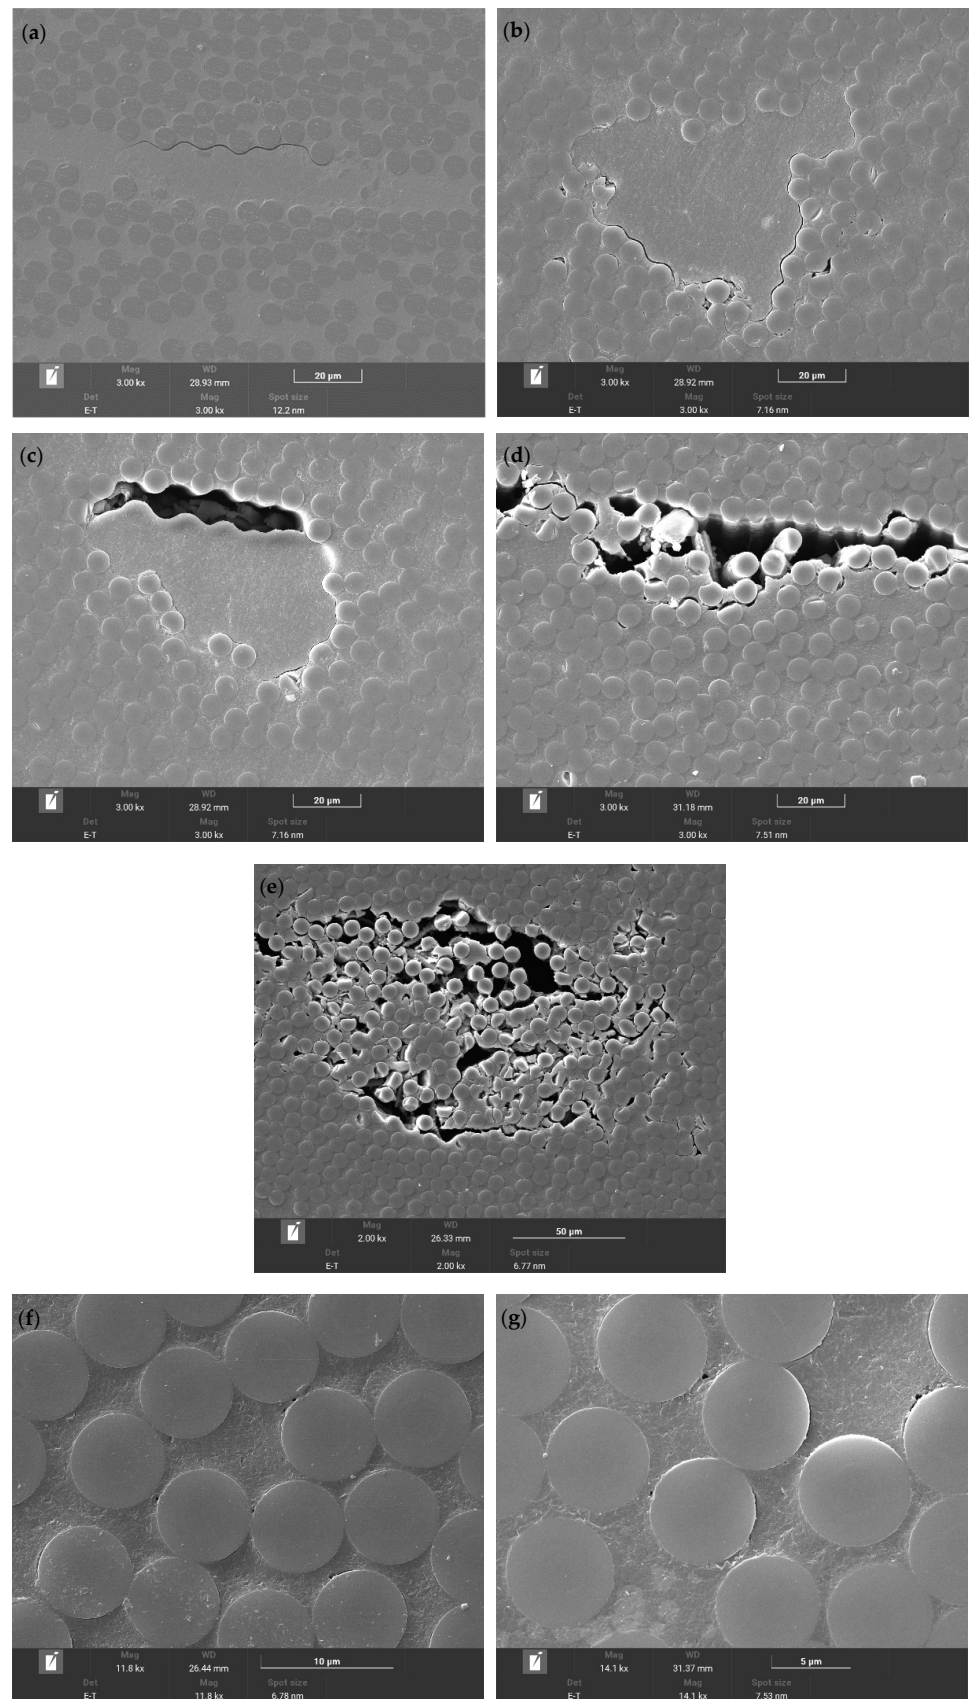 (a)
Mag WD
3.00 kx 28.93 mm 20 μm
Det Mag Spot size
E-T 3.00 kx 12.2 nm
(b)
Mag WD
3.00 kx 28.92 mm 20 μm
Det Mag Spot size
E-T 3.00 kx 7.16 nm
(c)
Mag WD
3.00 kx 28.92 mm 20 μm
Det Mag Spot size
E-T 3.00 kx 7.16 nm
(d)
Mag WD
3.00 kx 31.18 mm 20 μm
Det Mag Spot size
E-T 3.00 kx 7.51 nm
(e)
Mag WD 50 μm
2.00 kx 26.33 mm
Det Mag Spot size
E-T 2.00 kx 6.77 nm
(f)
Mag WD 10 μm
11.8 kx 26.44 mm
Det Mag Spot size
E-T 11.8 kx 6.78 nm
(g)
Mag WD 5 μm
14.1 kx 31.37 mm
Det Mag Spot size
E-T 14.1 kx 7.53 nm